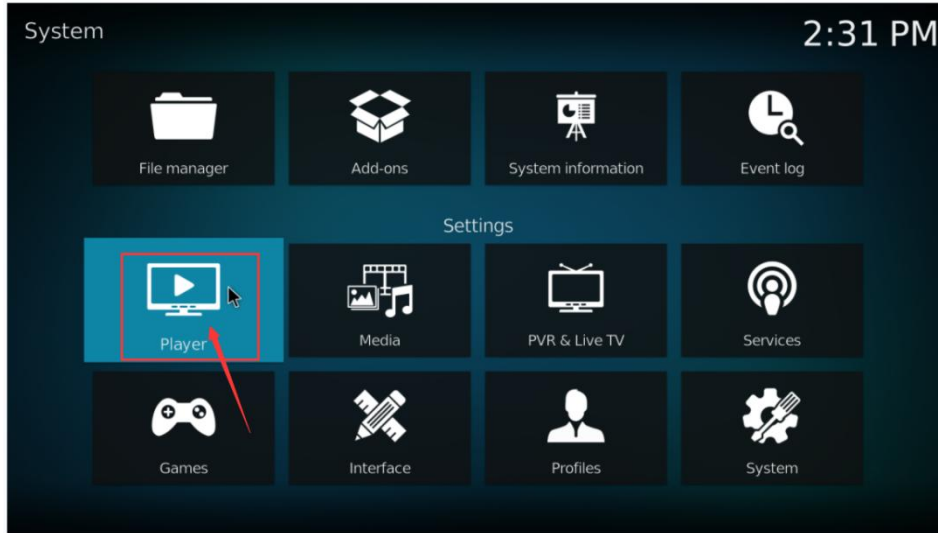 System
2:31 PM
File manager
Add-ons
System information
Event log
Settings
Player
Media
PVR & Live TV
Services
Games
Interface
Profiles
System